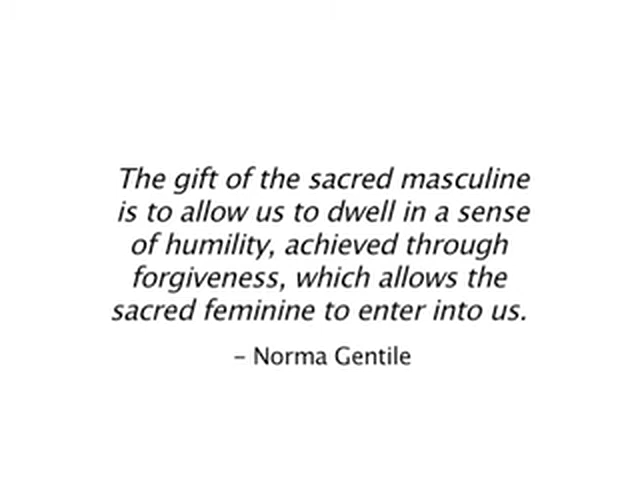 The gift of the sacred masculine
is to allow us to dwell in a sense
of humility, achieved through
forgiveness, which allows the
sacred feminine to enter into us.
– Norma Gentile